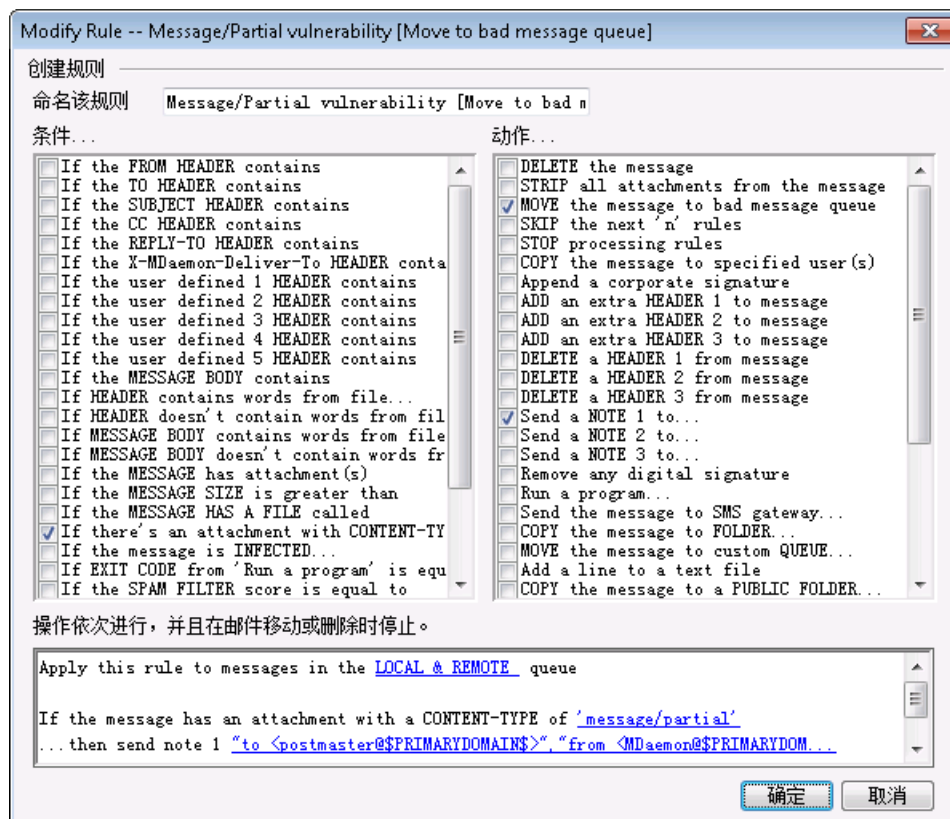 Modify Rule -- Message/Partial vulnerability [Move to bad message queue]
创建规则
命名该规则 Message/Partial vulnerability [Move to bad n
条件...
If the FROM HEADER contains
If the TO HEADER contains
If the SUBJECT HEADER contains
If the CC HEADER contains
If the REPLY-TO HEADER contains
If the X-MDaemon-Deliver-To HEADER conta
If the user defined 1 HEADER contains
If the user defined 2 HEADER contains
If the user defined 3 HEADER contains
If the user defined 4 HEADER contains
If the user defined 5 HEADER contains
If the MESSAGE BODY contains
If HEADER contains words from file...
If HEADER doesn't contain words from fil
If MESSAGE BODY contains words from file
If MESSAGE BODY doesn't contain words fr
If the MESSAGE has attachment(s)
If the MESSAGE SIZE is greater than
If the MESSAGE HAS A FILE called
If there's an attachment with CONTENT-TY
If the message is INFECTED...
If EXIT CODE from 'Run a program' is equ
If the SPAM FILTER score is equal to
动作...
DELETE the message
STRIP all attachments from the message
MOVE the message to bad message queue
SKIP the next 'n' rules
STOP processing rules
COPY the message to specified user(s)
Append a corporate signature
ADD an extra HEADER 1 to message
ADD an extra HEADER 2 to message
ADD an extra HEADER 3 to message
DELETE a HEADER 1 from message
DELETE a HEADER 2 from message
DELETE a HEADER 3 from message
Send a NOTE 1 to...
Send a NOTE 2 to...
Send a NOTE 3 to...
Remove any digital signature
Run a program...
Send the message to SMS gateway...
COPY the message to FOLDER...
MOVE the message to custom QUEUE...
Add a line to a text file
COPY the message to a PUBLIC FOLDER...
操作依次进行，并且在邮件移动或删除时停止。
Apply this rule to messages in the LOCAL & REMOTE queue
If the message has an attachment with a CONTENT-TYPE of 'message/partial'
...then send note 1 "to <postmaster@$PRIMARYDOMAIN$>","from <MDaemon@$PRIMARYDOM...
确定 取消